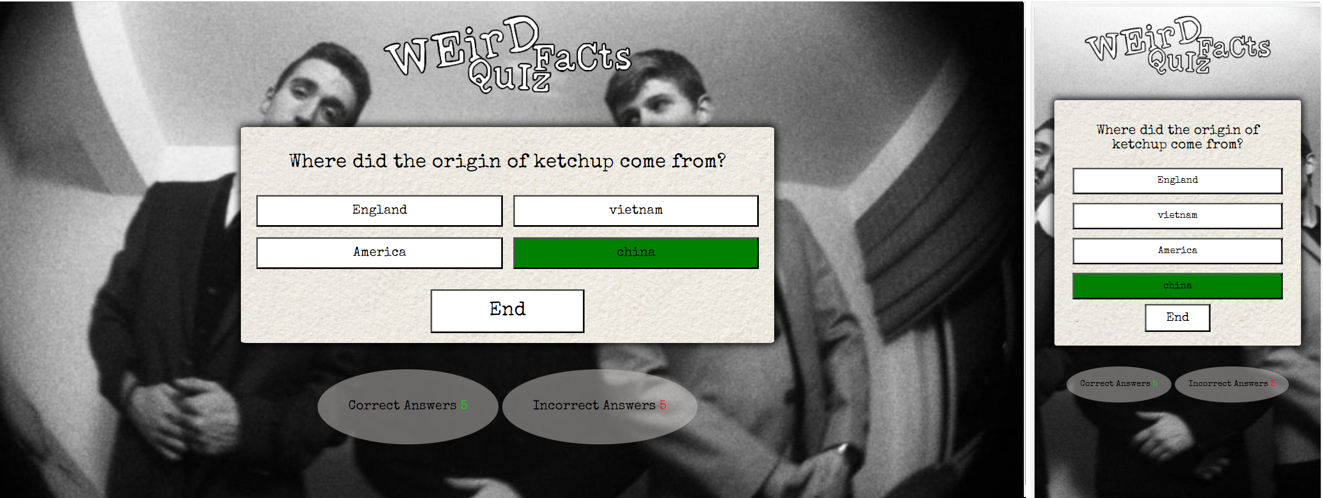 WEirD
FaCts
QuIz
Where did the origin of ketchup come from?
England
vietnam
America
china
End
Correct Answers 5
Incorrect Answers 5
WEirD
FaCts
QuIz
Where did the origin of
ketchup come from?
England
vietnam
America
china
End
Correct Answers
Incorrect Answers